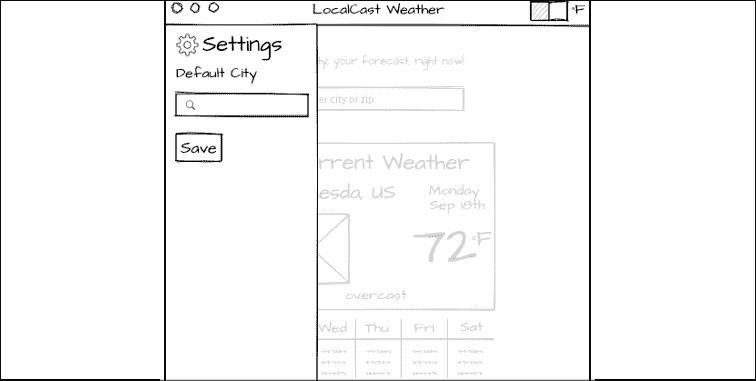 LocalCast Weather
°F
Settings
Default City
Save
ty, your forecast, right now!
er city or zip
rrent Weather
esda, US
Monday
Sep 18th
72°F
overcast
Wed Thu Fri Sat